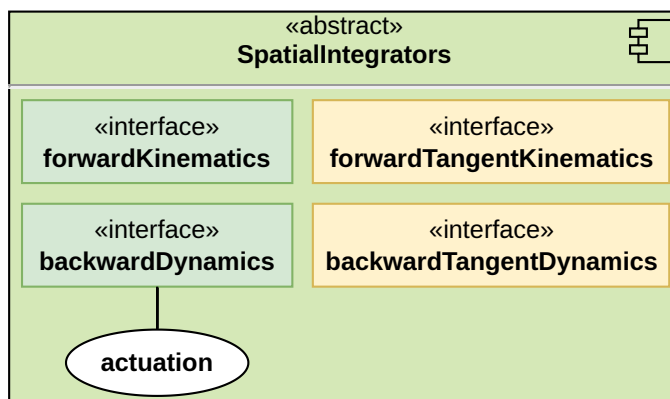 «abstract»
SpatialIntegrators
«interface»
forwardKinematics
«interface»
forwardTangentKinematics
«interface»
backwardDynamics
«interface»
backwardTangentDynamics
actuation